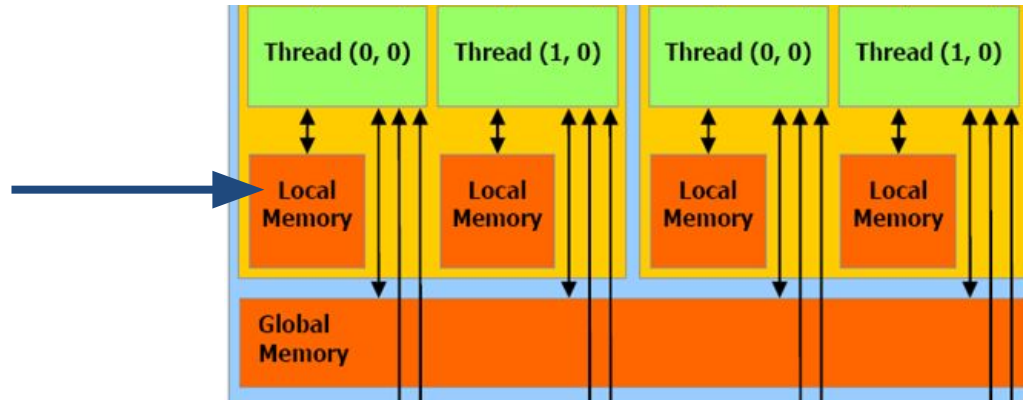 Thread (0, 0)
Thread (1, 0)
Thread (0, 0)
Thread (1, 0)
Local
Memory
Local
Memory
Local
Memory
Local
Memory
Global
Memory